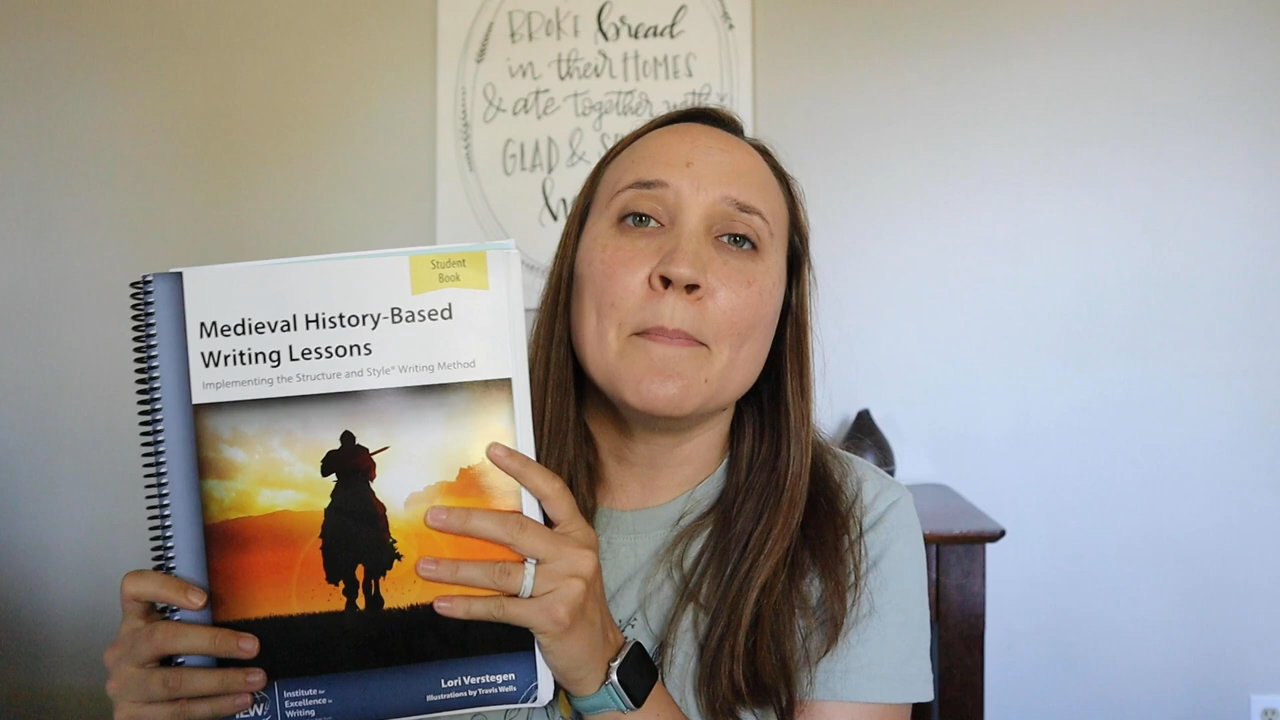 BROKE bread
in their HOMES
& ate together with
GLAD &
Student
Book
Medieval History-Based
Writing Lessons
Implementing the Structure and Style® Writing Method
Lori Verstegen
Illustrations by Travis Wells
Institute for
Excellence in
Writing
IEW